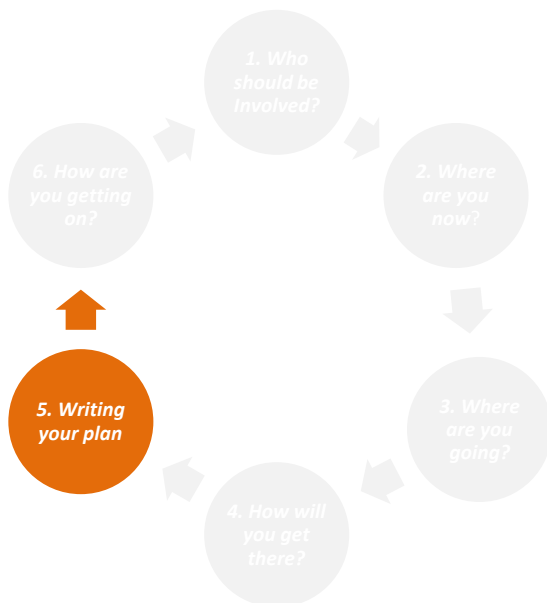 1. Who
should be
Involved?
2. Where
are you
now?
3. Where
are you
going?
4. How will
you get
there?
5. Writing
your plan
6. How are
you getting
on?